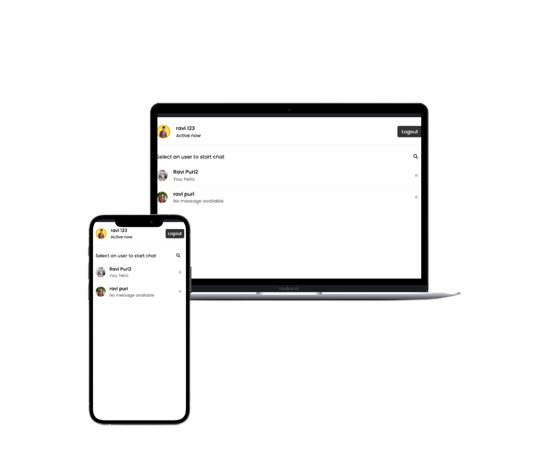 ravi 123
Active now
Logout
Select an user to start chat
Ravi Puri2
You: hello
ravi puri
No message available
ravi 123
Active now
Logout
Select an user to start chat
Ravi Puri2
You: hello
ravi puri
No message available